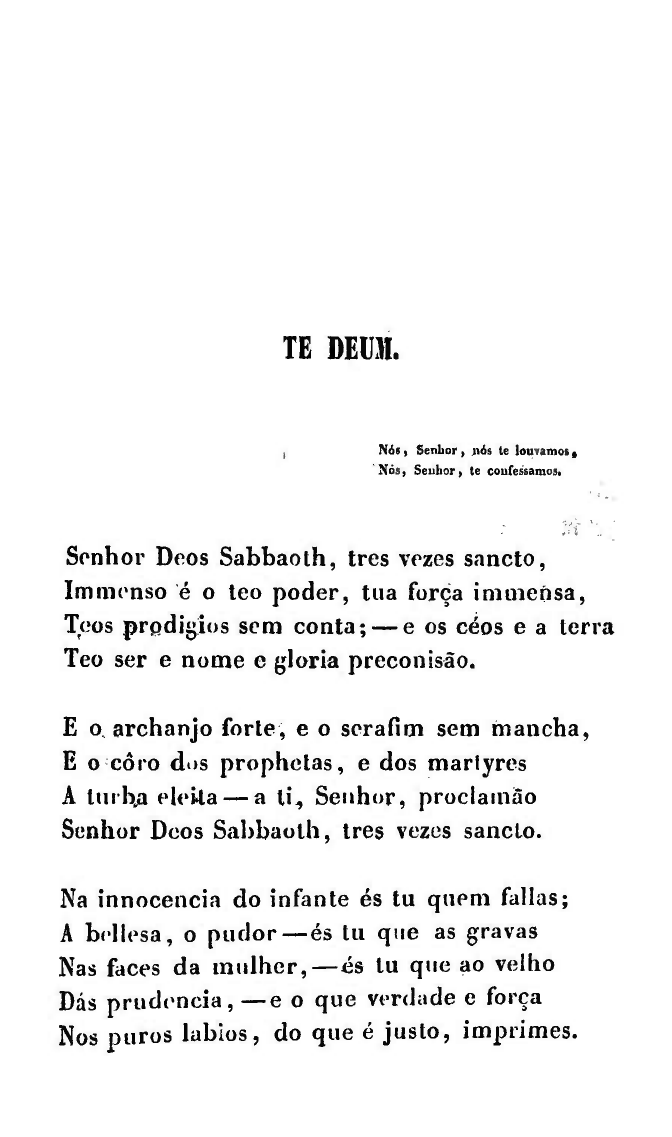 TE DEUM.
Nós, Senhor, nós te louvamos,
Nós, Senhor, te confessamos.
Senhor Deos Sabbaoth, tres vezes sancto,
Immenso é o teo poder, tua força immensa,
Teos prodigios sem conta;—e os céos e a terra
Teo ser e nome e gloria preconisão.
E o archanjo forte, e o serafim sem mancha,
E o côro dos prophetas, e dos martyres
A turba eleita—a ti, Senhor, proclamão
Senhor Deos Sabbaoth, tres vezes sancto.
Na innocencia do infante és tu quem fallas;
A bellesa, o pudor—és tu que as gravas
Nas faces da mulher,—és tu que ao velho
Dás prudencia,—e o que verdade e força
Nos puros labios, do que é justo, imprimes.